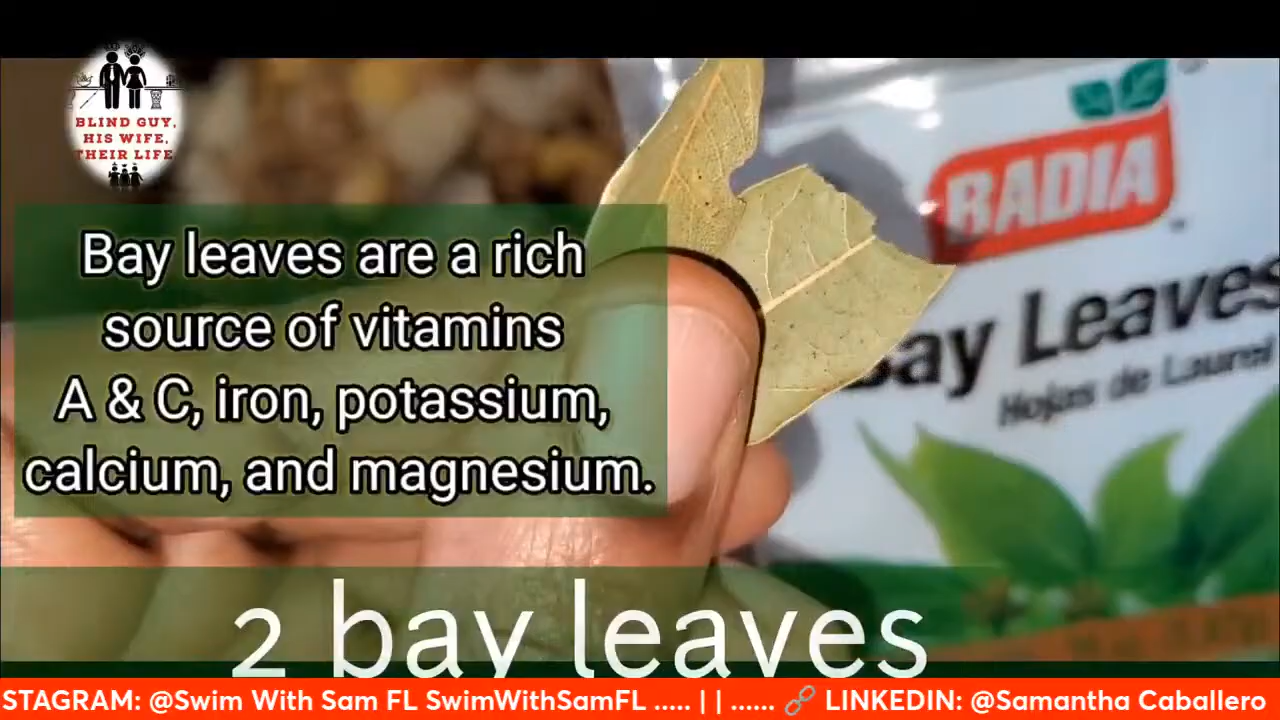 BLIND GUY,
HIS WIFE,
THEIR LIFE
BADIA
Bay Leaves
Hojas de Laurel
Bay leaves are a rich
source of vitamins
A & C, iron, potassium,
calcium, and magnesium.
2 bay leaves
STAGRAM: @Swim With Sam FL SwimWithSamFL ..... | | ...... 🔗 LINKEDIN: @Samantha Caballero